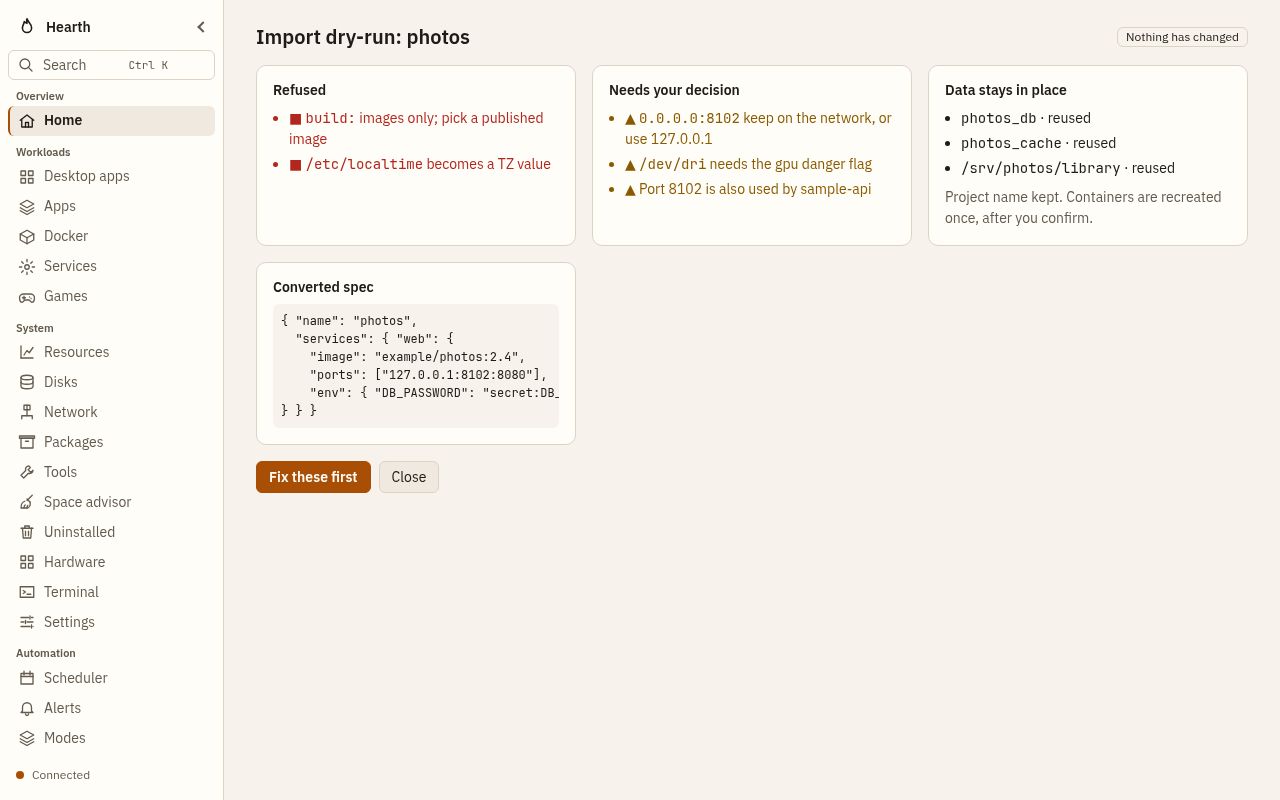 Hearth
Search Ctrl K
Overview
Home
Workloads
Desktop apps
Apps
Docker
Services
Games
System
Resources
Disks
Network
Packages
Tools
Space advisor
Uninstalled
Hardware
Terminal
Settings
Automation
Scheduler
Alerts
Modes
Connected
Import dry-run: photos
Nothing has changed
Refused
build: images only; pick a published
image
/etc/localtime becomes a TZ value
Needs your decision
0.0.0.0:8102 keep on the network, or
use 127.0.0.1
/dev/dri needs the gpu danger flag
Port 8102 is also used by sample-api
Data stays in place
photos_db · reused
photos_cache · reused
/srv/photos/library · reused
Project name kept. Containers are recreated
once, after you confirm.
Converted spec
{ "name": "photos",
"services": { "web": {
"image": "example/photos:2.4",
"ports": ["127.0.0.1:8102:8080"],
"env": { "DB_PASSWORD": "secret:DB_
} } }
Fix these first
Close